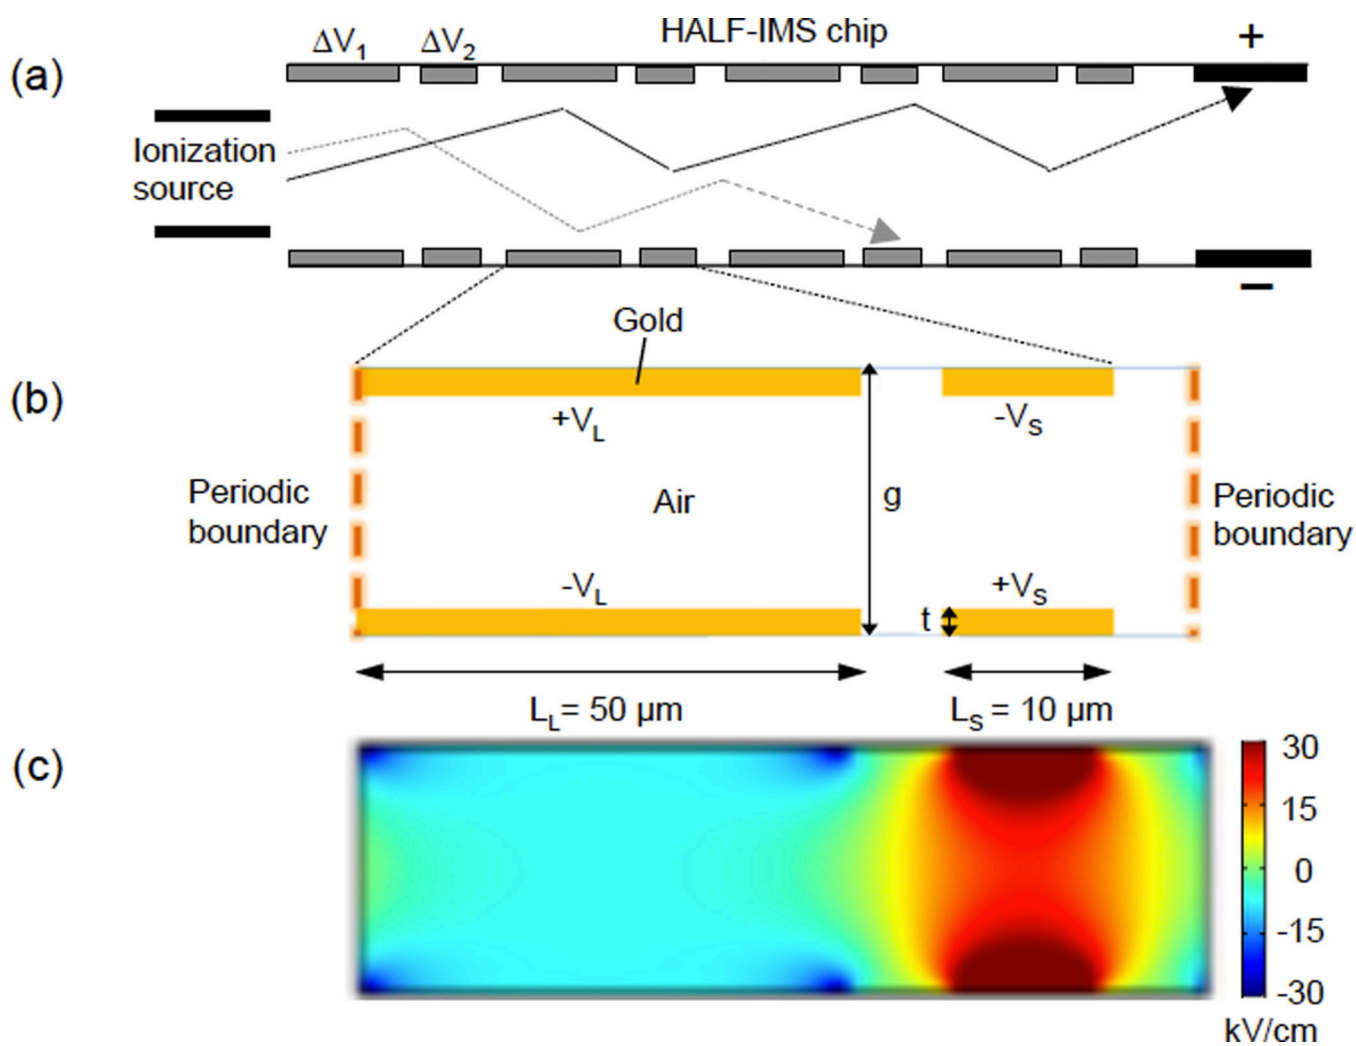 HALF-IMS chip
(a)
ΔV1
ΔV2
+
Ionization
source
−
Gold
(b)
+VL
-VS
Periodic
boundary
Air
g
Periodic
boundary
-VL
+VS
t
LL= 50 µm
LS = 10 µm
(c)
30
15
0
-15
-30
kV/cm